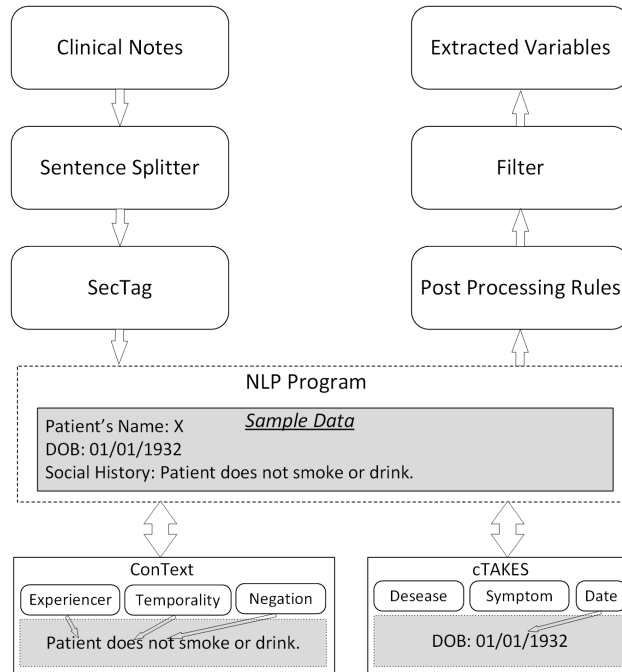 Clinical Notes
Extracted Variables
Sentence Splitter
Filter
SecTag
Post Processing Rules
NLP Program
Sample Data
Patient's Name: X
DOB: 01/01/1932
Social History: Patient does not smoke or drink.
ConText
Experiencer
Temporality
Negation
Patient does not smoke or drink.
cTAKES
Desease
Symptom
Date
DOB: 01/01/1932